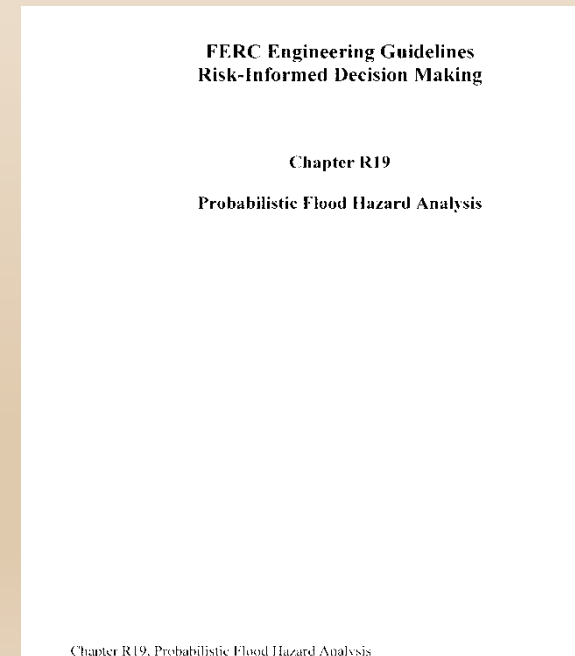 FERC Engineering Guidelines
Risk-Informed Decision Making
Chapter R19
Probabilistic Flood Hazard Analysis
Chapter R19, Probabilistic Flood Hazard Analysis